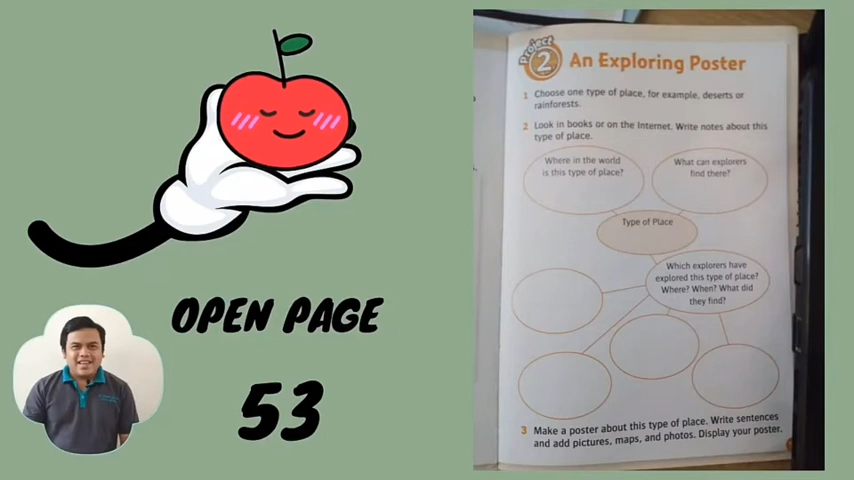 OPEN PAGE
53
Project
2
An Exploring Poster
1 Choose one type of place, for example, deserts or
rainforests.
2 Look in books or on the Internet. Write notes about this
type of place.
Where in the world
is this type of place?
What can explorers
find there?
Type of Place
Which explorers have
explored this type of place?
Where? When? What did
they find?
3 Make a poster about this type of place. Write sentences
and add pictures, maps, and photos. Display your poster.